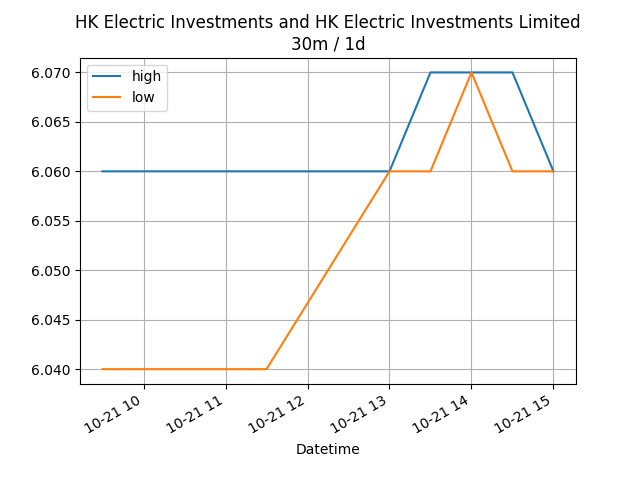 HK Electric Investments and HK Electric Investments Limited
30m / 1d
high
low
6.070
6.065
6.060
6.055
6.050
6.045
6.040
10-21 10
10-21 11
10-21 12
10-21 13
10-21 14
10-21 15
Datetime